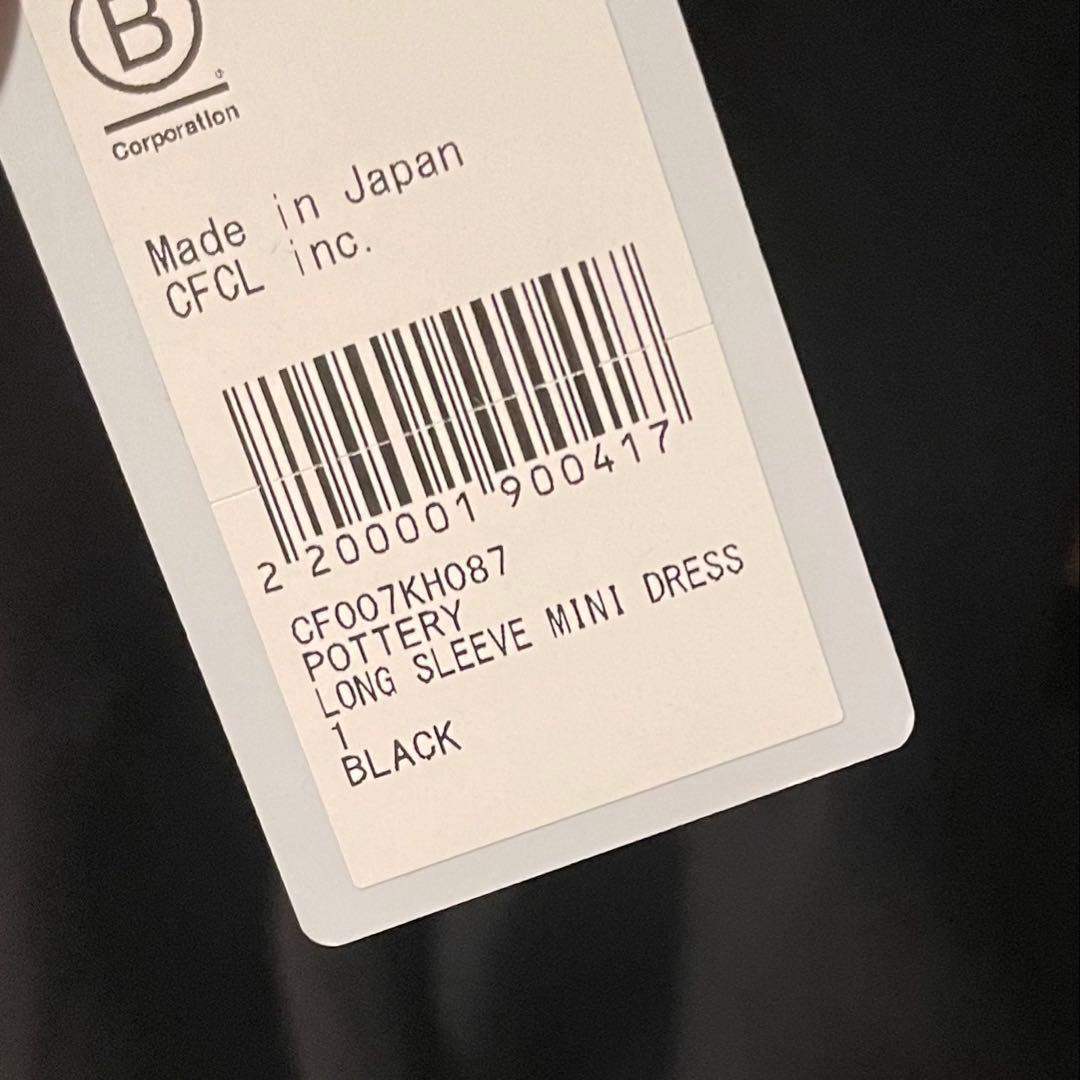 B
Corporation
Made in Japan
CFCL inc.
2 200001 900417
CF007KH087
POTTERY
LONG SLEEVE MINI DRESS
1
BLACK